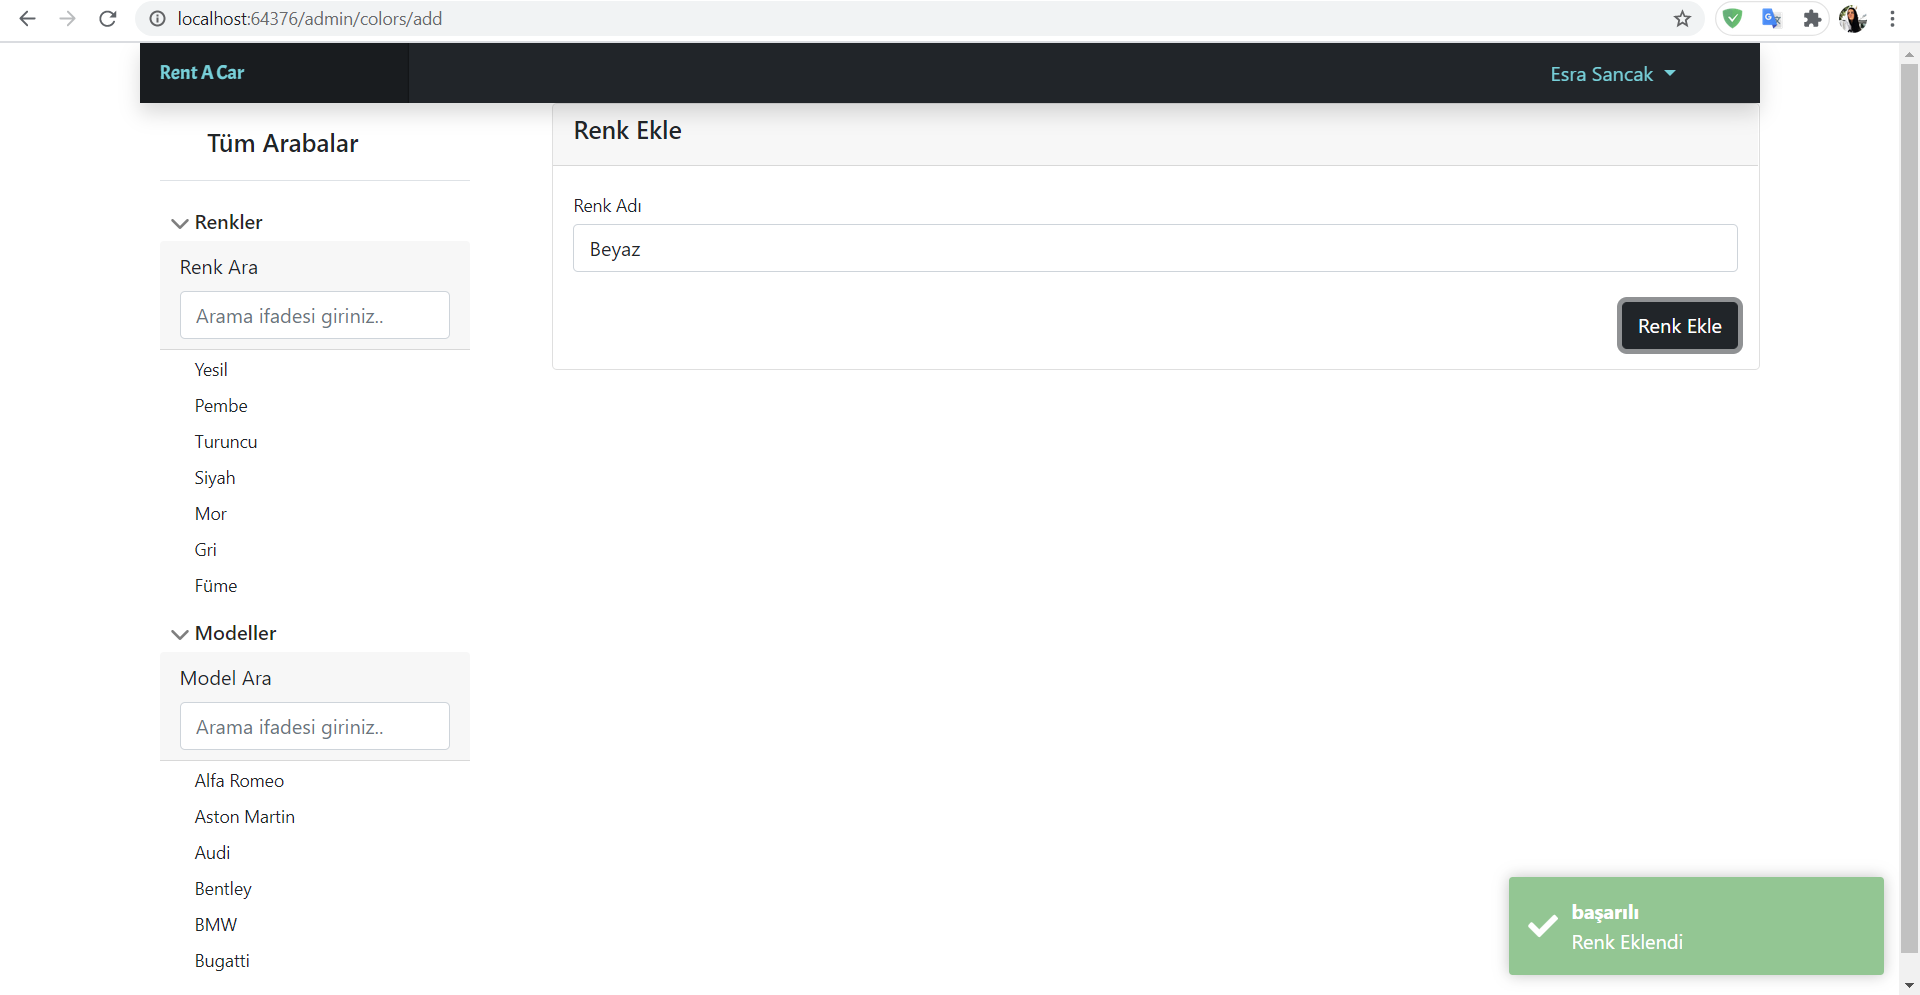 localhost:64376/admin/colors/add
Rent A Car
Esra Sancak
Tüm Arabalar
Renkler
Renk Ara
Arama ifadesi giriniz..
Yesil
Pembe
Turuncu
Siyah
Mor
Gri
Füme
Modeller
Model Ara
Arama ifadesi giriniz..
Alfa Romeo
Aston Martin
Audi
Bentley
BMW
Bugatti
Renk Ekle
Renk Adı
Beyaz
Renk Ekle
başarılı
Renk Eklendi